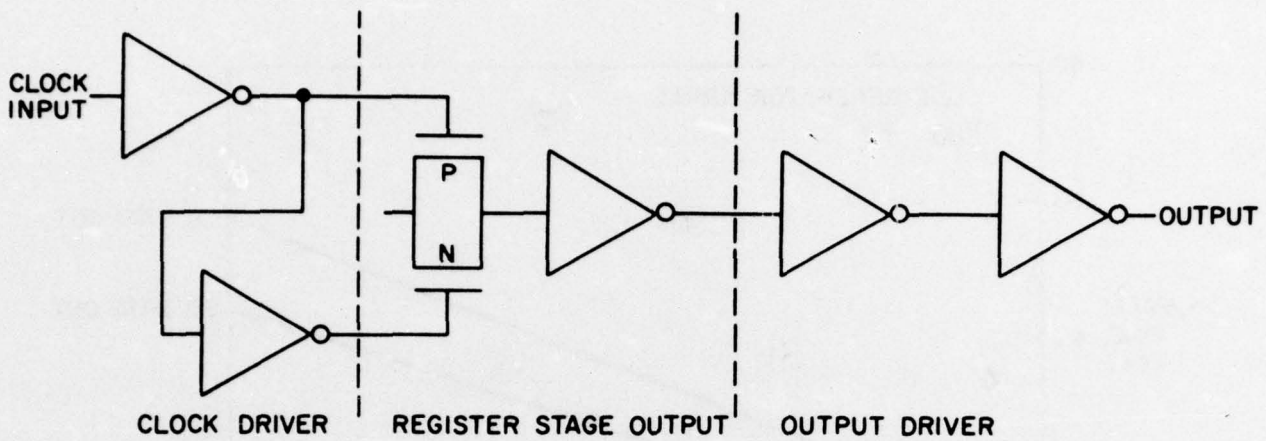 CLOCK
INPUT
P
N
OUTPUT
CLOCK DRIVER
REGISTER STAGE OUTPUT
OUTPUT DRIVER